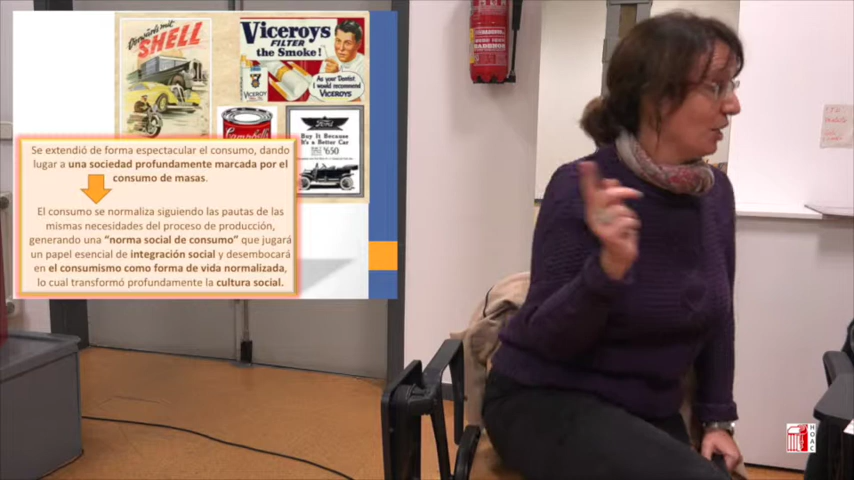 SHELL
Viceroys
FILTER
the Smoke!
As your Dentist
I would recommend
VICEROYS
VICEROY
Campbell's
Ford
Buy It Because
It's a Better Car
$650
Se extendió de forma espectacular el consumo, dando
lugar a una sociedad profundamente marcada por el
consumo de masas.
El consumo se normaliza siguiendo las pautas de las
mismas necesidades del proceso de producción,
generando una “norma social de consumo” que jugará
un papel esencial de integración social y desembocará
en el consumismo como forma de vida normalizada,
lo cual transformó profundamente la cultura social.
HOAC